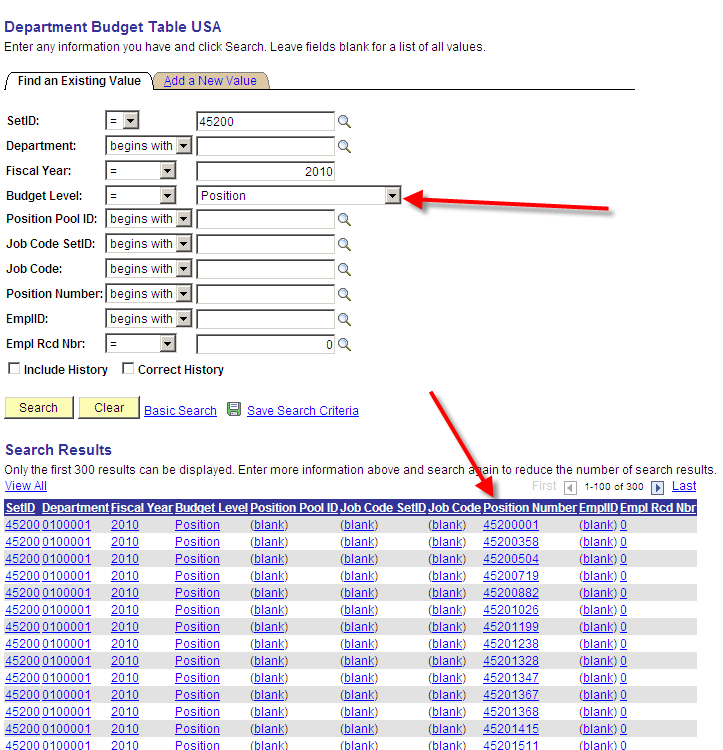 Department Budget Table USA
Enter any information you have and click Search. Leave fields blank for a list of all values.
Find an Existing Value Add a New Value
SetID: = 45200
Department: begins with
Fiscal Year: = 2010
Budget Level: = Position
Position Pool ID: begins with
Job Code SetID: begins with
Job Code: begins with
Position Number: begins with
EmplID: begins with
Empl Rcd Nbr: = 0
Include History Correct History
Search Clear Basic Search Save Search Criteria
Search Results
Only the first 300 results can be displayed. Enter more information above and search again to reduce the number of search results.
View All First 1-100 of 300 Last
SetID Department Fiscal Year Budget Level Position Pool ID Job Code SetID Job Code Position Number EmplID Empl Rcd Nbr
45200 0100001 2010 Position (blank) (blank) (blank) 45200001 (blank) 0
45200 0100001 2010 Position (blank) (blank) (blank) 45200358 (blank) 0
45200 0100001 2010 Position (blank) (blank) (blank) 45200504 (blank) 0
45200 0100001 2010 Position (blank) (blank) (blank) 45200719 (blank) 0
45200 0100001 2010 Position (blank) (blank) (blank) 45200882 (blank) 0
45200 0100001 2010 Position (blank) (blank) (blank) 45201026 (blank) 0
45200 0100001 2010 Position (blank) (blank) (blank) 45201199 (blank) 0
45200 0100001 2010 Position (blank) (blank) (blank) 45201238 (blank) 0
45200 0100001 2010 Position (blank) (blank) (blank) 45201328 (blank) 0
45200 0100001 2010 Position (blank) (blank) (blank) 45201347 (blank) 0
45200 0100001 2010 Position (blank) (blank) (blank) 45201367 (blank) 0
45200 0100001 2010 Position (blank) (blank) (blank) 45201368 (blank) 0
45200 0100001 2010 Position (blank) (blank) (blank) 45201415 (blank) 0
45200 0100001 2010 Position (blank) (blank) (blank) 45201511 (blank) 0